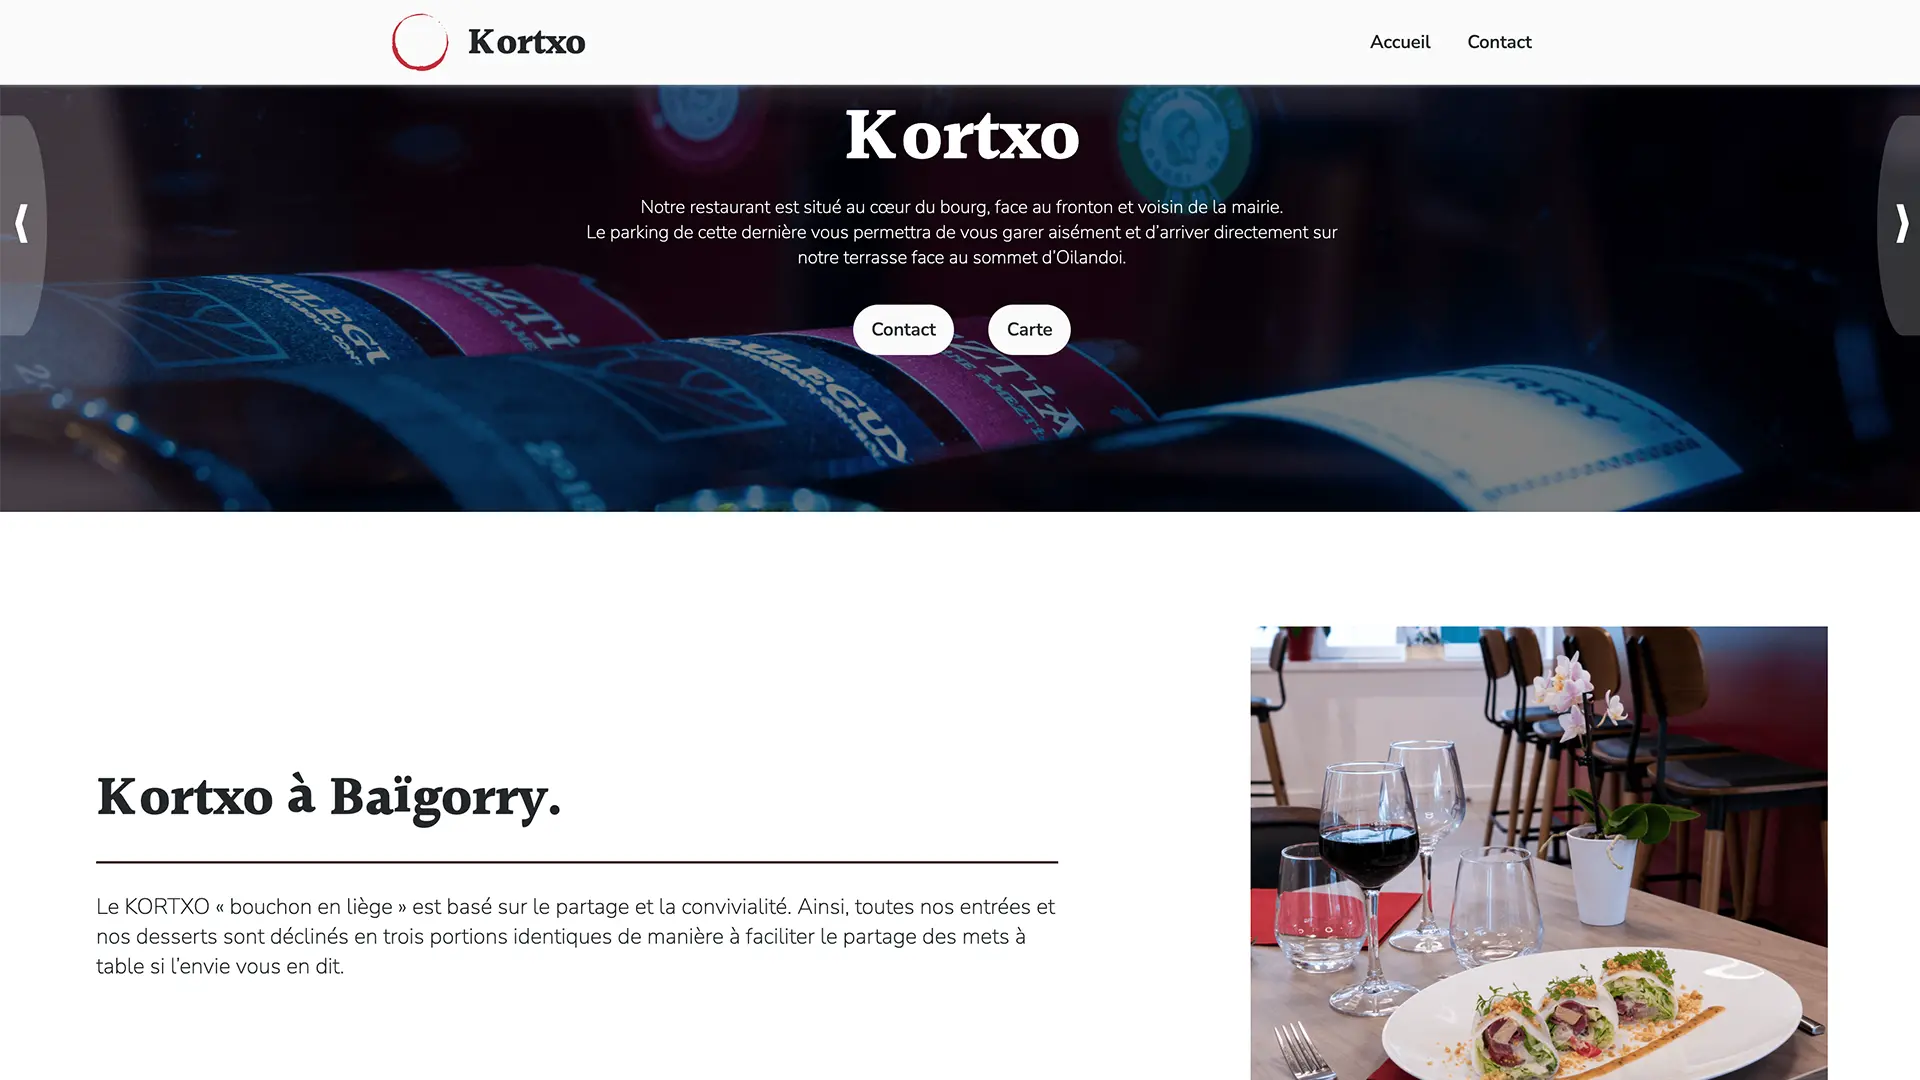 Kortxo
Accueil
Contact
Kortxo
Notre restaurant est situé au cœur du bourg, face au fronton et voisin de la mairie.
Le parking de cette dernière vous permettra de vous garer aisément et d’arriver directement sur
notre terrasse face au sommet d’Oilandoi.
Contact
Carte
MEZTiA
OULEGUY
Kortxo à Baïgorry.
Le KORTXO « bouchon en liège » est basé sur le partage et la convivialité. Ainsi, toutes nos entrées et
nos desserts sont déclinés en trois portions identiques de manière à faciliter le partage des mets à
table si l’envie vous en dit.